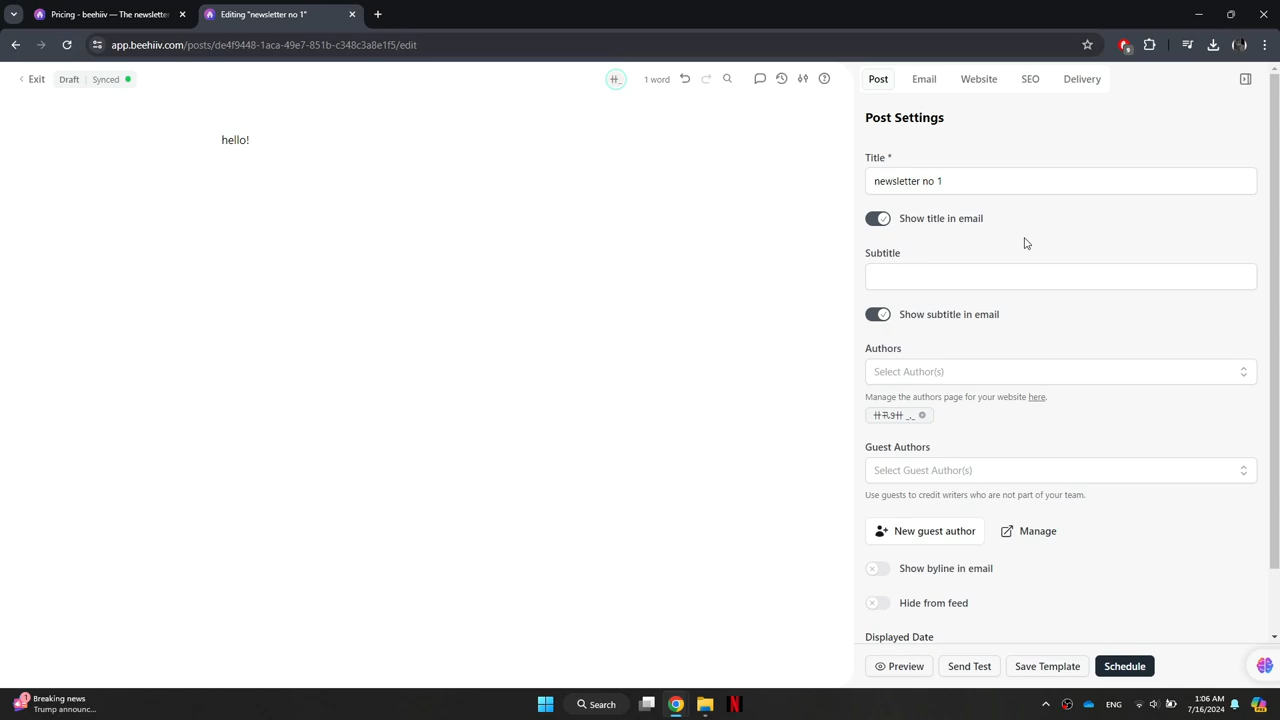 Pricing - beehiiv — The newsletter
Editing "newsletter no 1"
app.beehiiv.com/posts/de4f9448-1aca-49e7-851b-c348c3a8e1f5/edit
Exit
Draft
Synced
1 word
Post
Email
Website
SEO
Delivery
hello!
Post Settings
Title *
newsletter no 1
Show title in email
Subtitle
Show subtitle in email
Authors
Select Author(s)
Manage the authors page for your website here.
Guest Authors
Select Guest Author(s)
Use guests to credit writers who are not part of your team.
New guest author
Manage
Show byline in email
Hide from feed
Displayed Date
Preview
Send Test
Save Template
Schedule
1
Breaking news
Trump announc...
Search
ENG
1:06 AM
7/16/2024